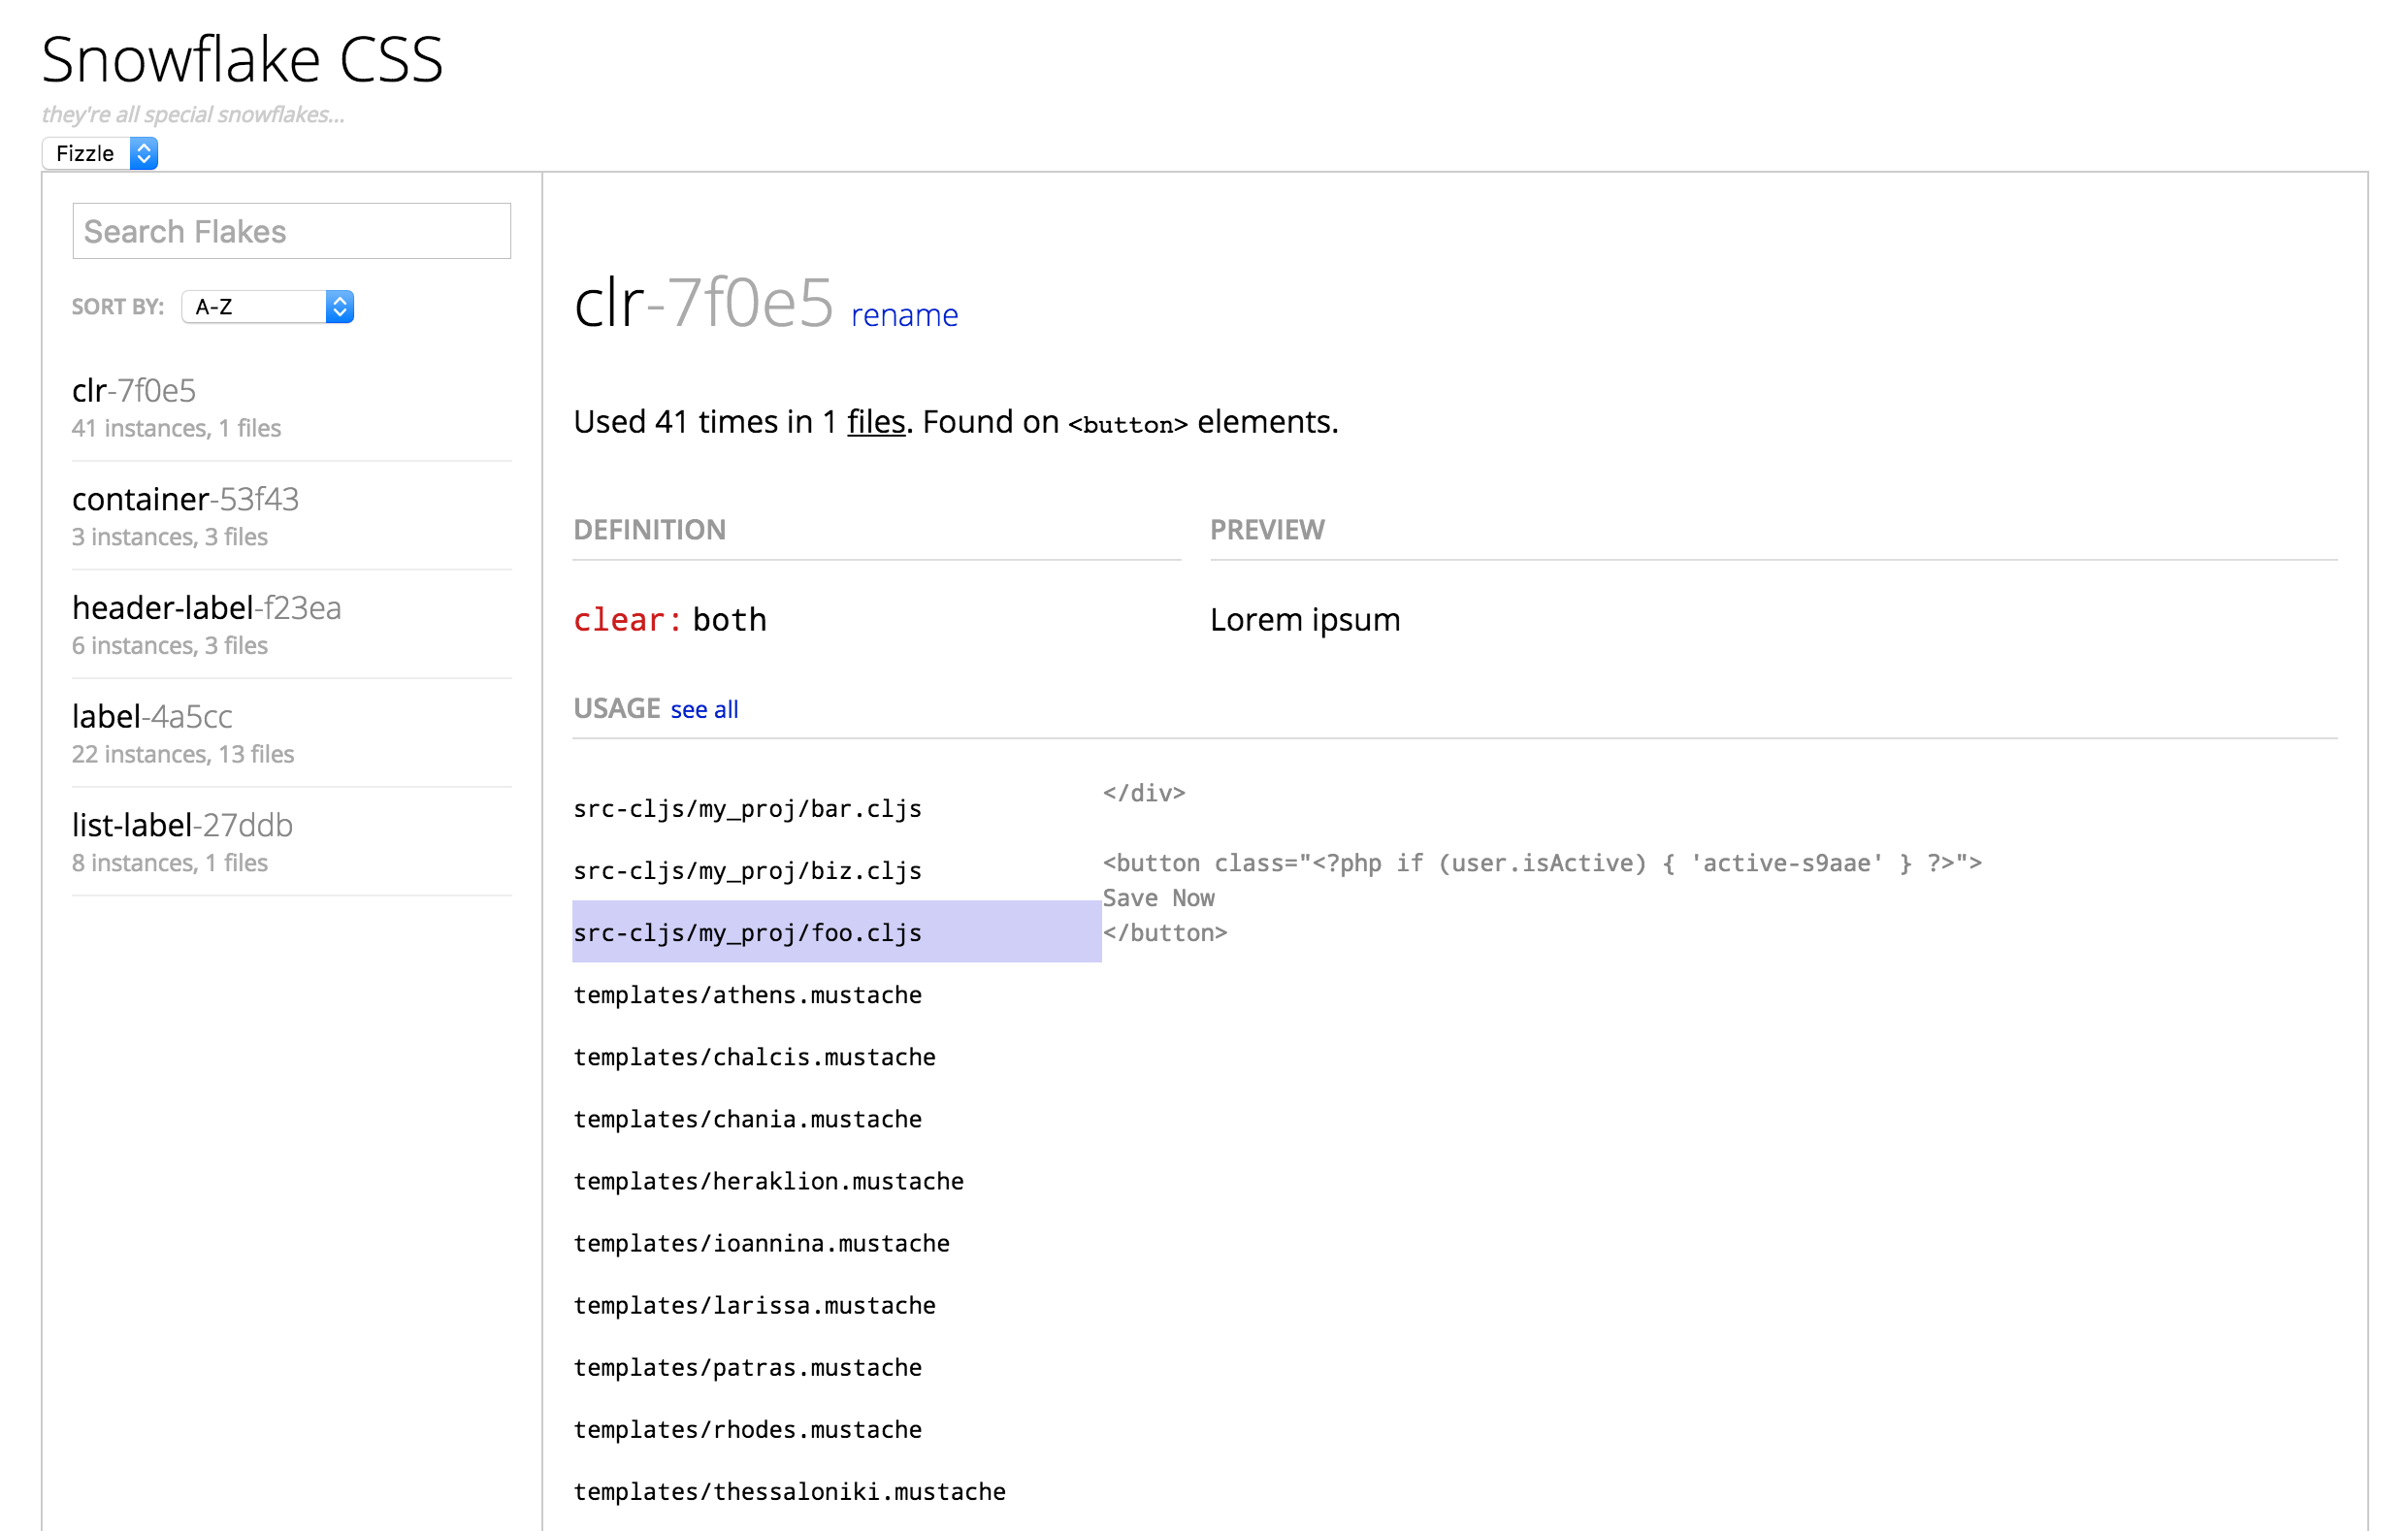 Snowflake CSS
they're all special snowflakes...
Fizzle
Search Flakes
SORT BY: A-Z
clr-7f0e5
41 instances, 1 files
container-53f43
3 instances, 3 files
header-label-f23ea
6 instances, 3 files
label-4a5cc
22 instances, 13 files
list-label-27ddb
8 instances, 1 files
clr-7f0e5 rename
Used 41 times in 1 files. Found on <button> elements.
DEFINITION
clear: both
PREVIEW
Lorem ipsum
USAGE see all
src-cljs/my_proj/bar.cljs
src-cljs/my_proj/biz.cljs
src-cljs/my_proj/foo.cljs
templates/athens.mustache
templates/chalcis.mustache
templates/chania.mustache
templates/heraklion.mustache
templates/ioannina.mustache
templates/larissa.mustache
templates/patras.mustache
templates/rhodes.mustache
templates/thessaloniki.mustache
</div>
<button class="<?php if (user.isActive) { 'active-s9aae' } ?>">
Save Now
</button>